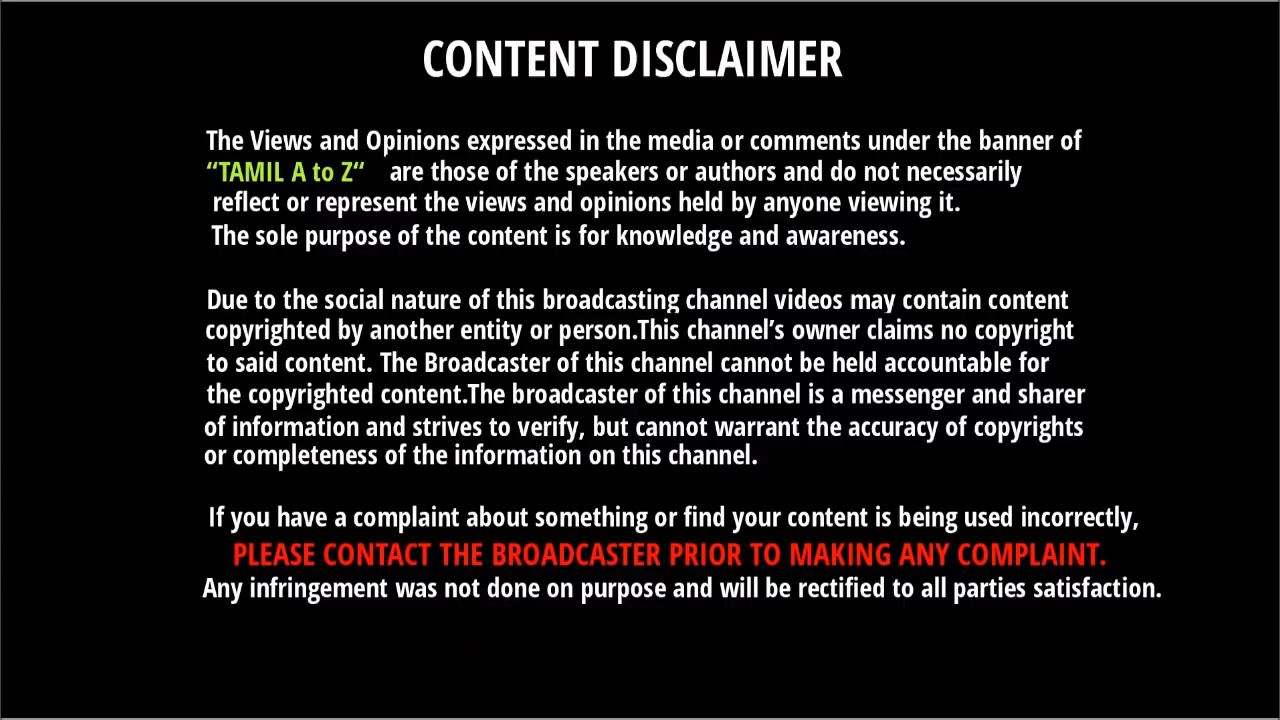 CONTENT DISCLAIMER
The Views and Opinions expressed in the media or comments under the banner of
“TAMIL A to Z“ are those of the speakers or authors and do not necessarily
reflect or represent the views and opinions held by anyone viewing it.
The sole purpose of the content is for knowledge and awareness.
Due to the social nature of this broadcasting channel videos may contain content
copyrighted by another entity or person.This channel’s owner claims no copyright
to said content. The Broadcaster of this channel cannot be held accountable for
the copyrighted content.The broadcaster of this channel is a messenger and sharer
of information and strives to verify, but cannot warrant the accuracy of copyrights
or completeness of the information on this channel.
If you have a complaint about something or find your content is being used incorrectly,
PLEASE CONTACT THE BROADCASTER PRIOR TO MAKING ANY COMPLAINT.
Any infringement was not done on purpose and will be rectified to all parties satisfaction.